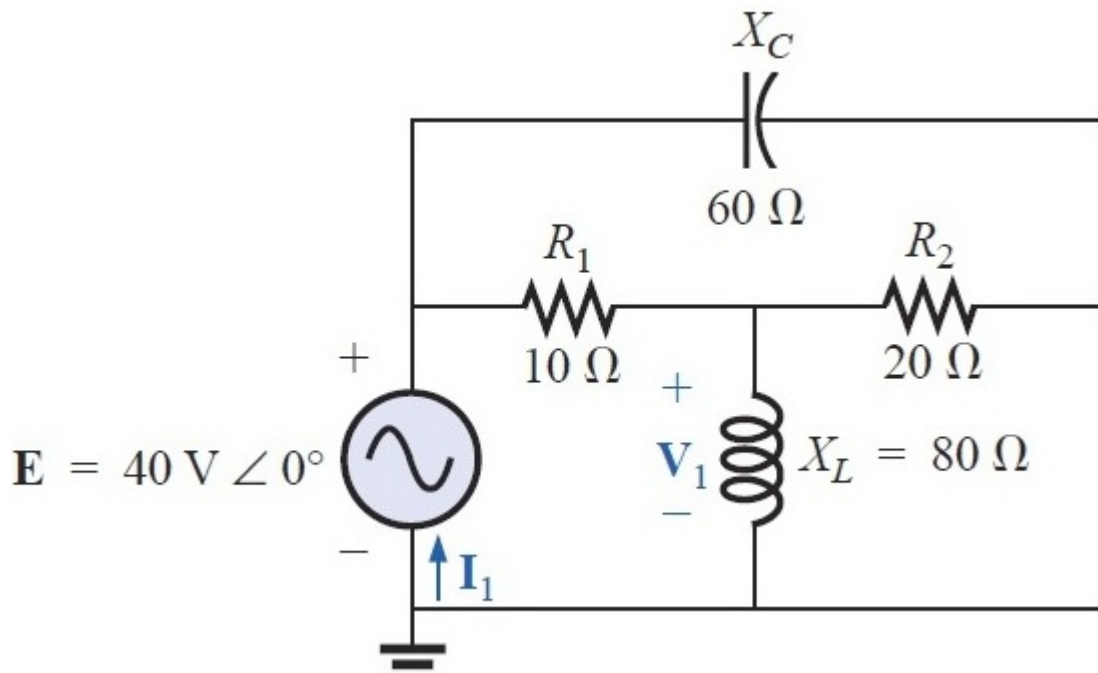 X_C
60 Ω
R_1
R_2
10 Ω
20 Ω
+
+
E = 40 V ∠ 0°
V_1
X_L = 80 Ω
−
−
I_1